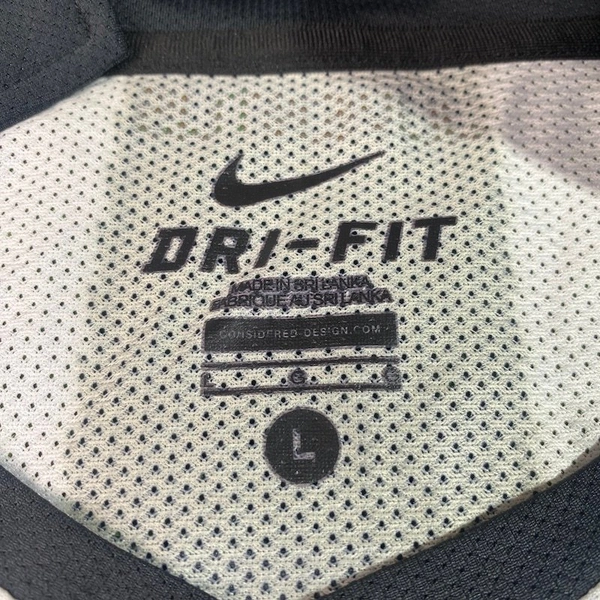 DRI-FIT
MADE IN SRI LANKA
FABRIQUE AU SRI LANKA
CONSIDERED-DESIGN.COM
L G G
L